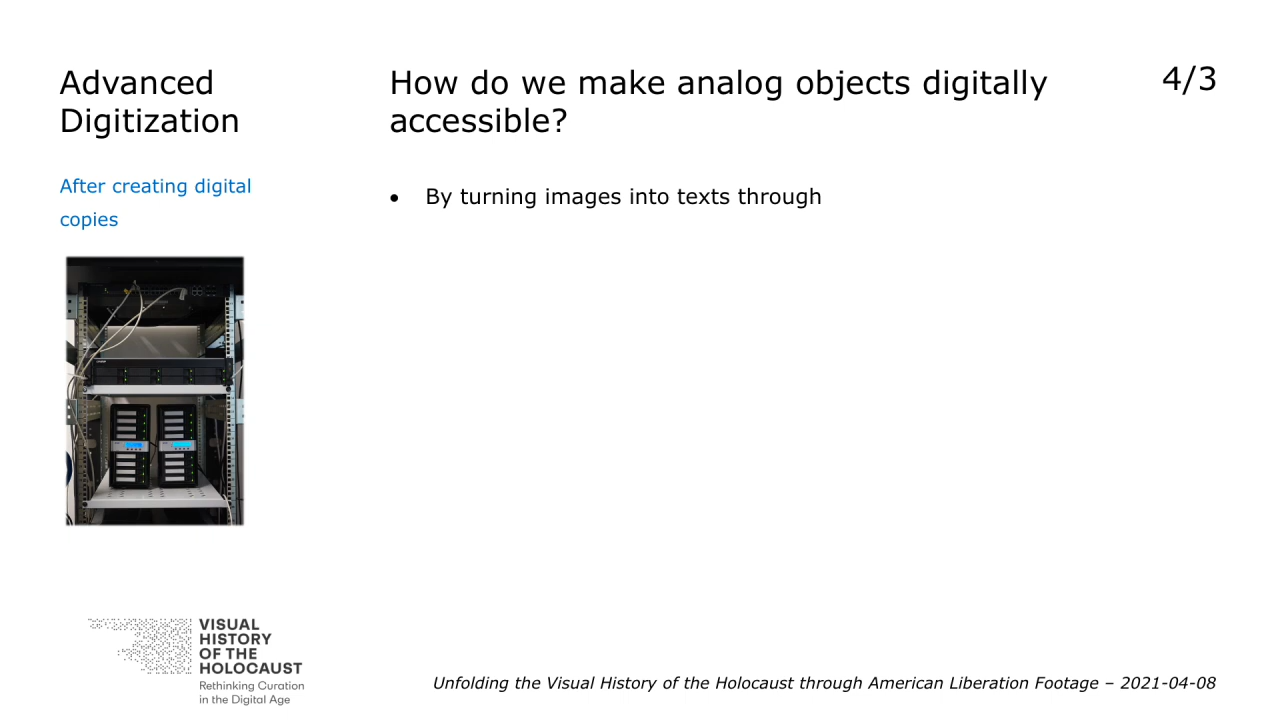 Advanced
Digitization
How do we make analog objects digitally
accessible?
4/3
After creating digital
copies
• By turning images into texts through
VISUAL
HISTORY
OF THE
HOLOCAUST
Rethinking Curation
in the Digital Age
Unfolding the Visual History of the Holocaust through American Liberation Footage – 2021-04-08